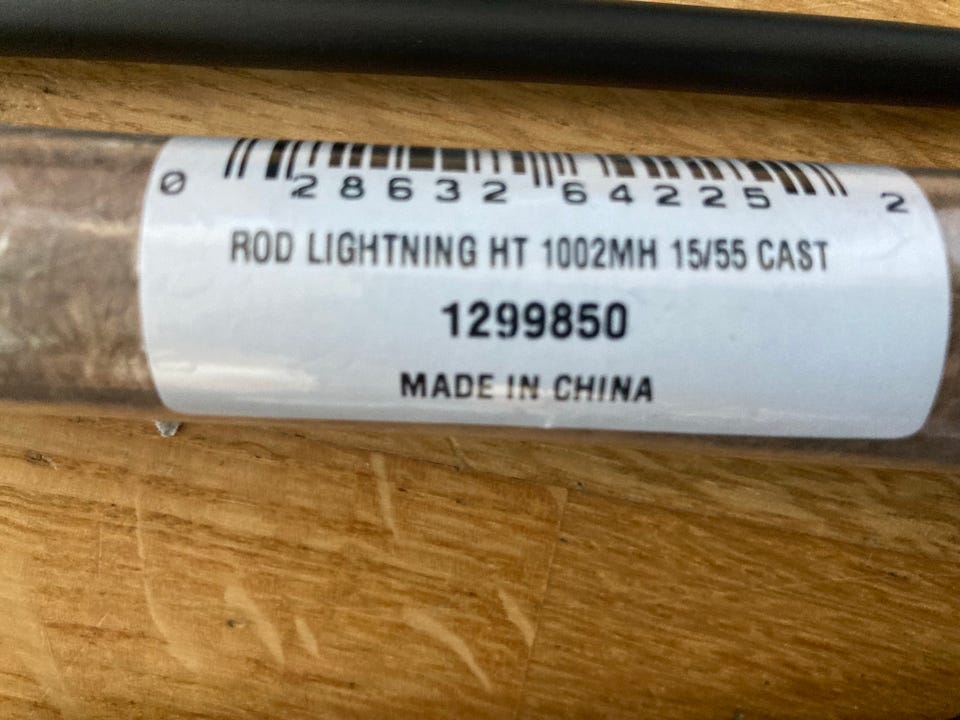 0 28632 64225 2
ROD LIGHTNING HT 1002MH 15/55 CAST
1299850
MADE IN CHINA